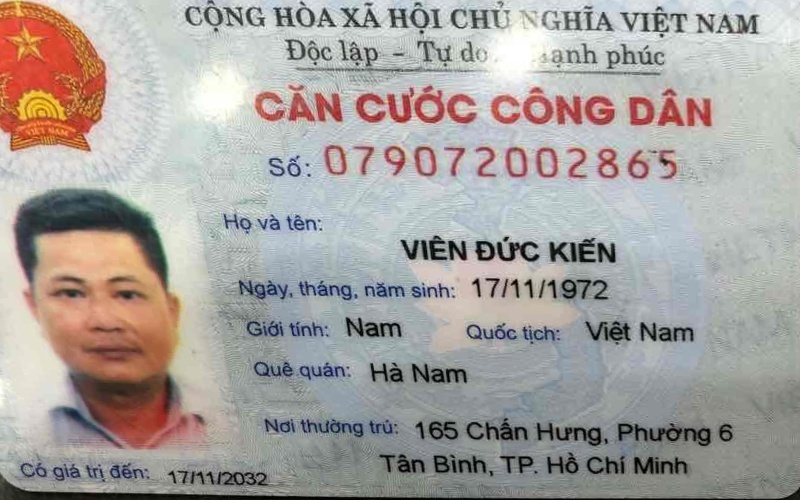 CỘNG HÒA XÃ HỘI CHỦ NGHĨA VIỆT NAM
Độc lập - Tự do ạnh phúc
CĂN CƯỚC CÔNG DÂN
Số: 079072002865
Họ và tên:
VIÊN ĐỨC KIẾN
Ngày, tháng, năm sinh: 17/11/1972
Giới tính: Nam Quốc tịch: Việt Nam
Quê quán: Hà Nam
Nơi thường trú: 165 Chấn Hưng, Phường 6
Tân Bình, TP. Hồ Chí Minh
Có giá trị đến: 17/11/2032
VIỆT NAM